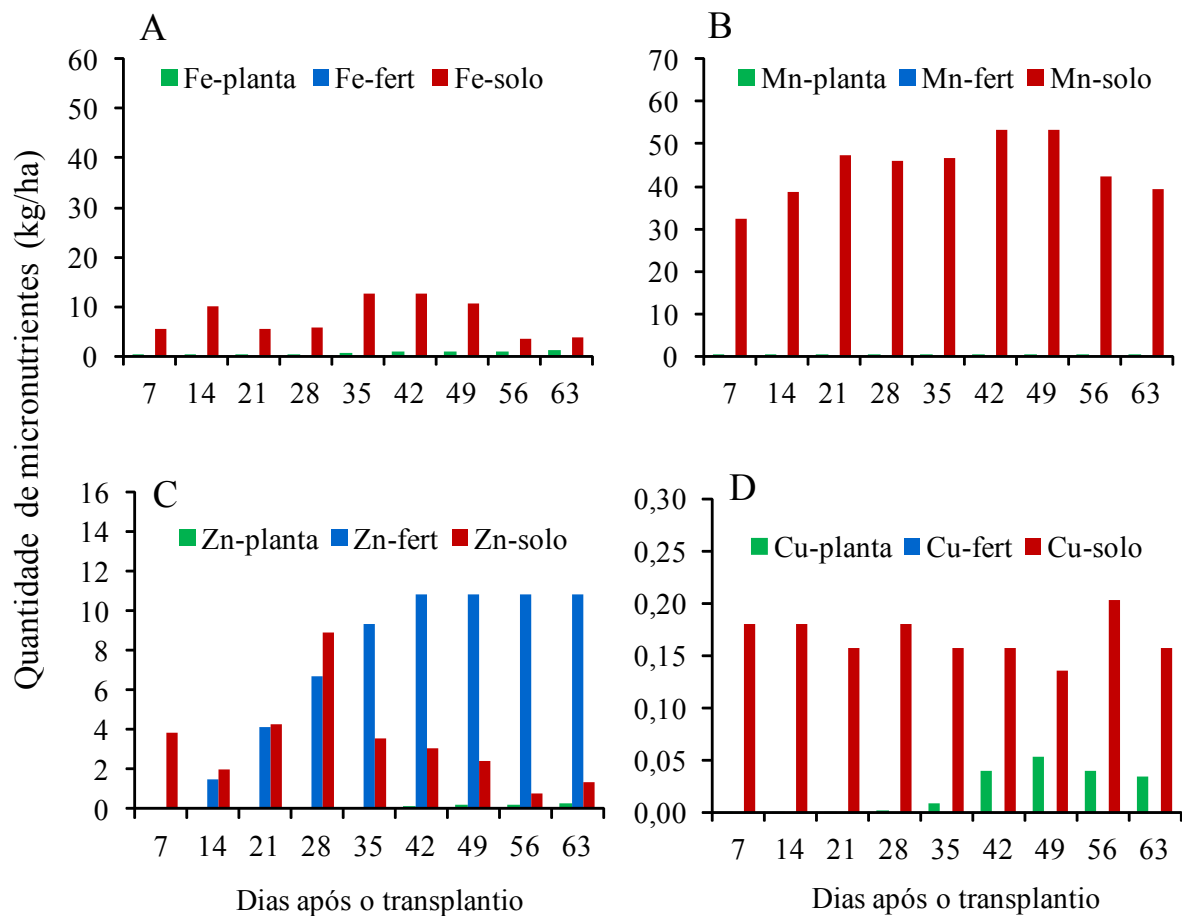 A
Fe-planta Fe-fert Fe-solo
60
50
40
30
20
10
0
7 14 21 28 35 42 49 56 63
B
Mn-planta Mn-fert Mn-solo
70
60
50
40
30
20
10
0
7 14 21 28 35 42 49 56 63
Quantidade de micronutrientes (kg/ha)
C
Zn-planta Zn-fert Zn-solo
16
14
12
10
8
6
4
2
0
7 14 21 28 35 42 49 56 63
Dias após o transplantio
D
Cu-planta Cu-fert Cu-solo
0,30
0,25
0,20
0,15
0,10
0,05
0,00
7 14 21 28 35 42 49 56 63
Dias após o transplantio